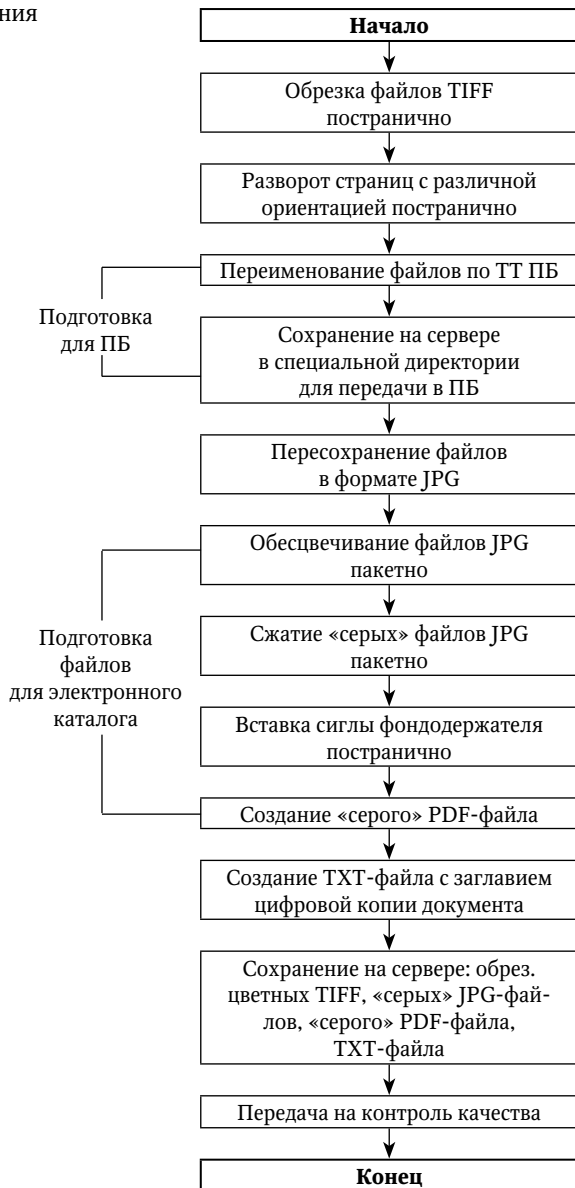 ния
Начало
Обрезка файлов TIFF
постранично
Разворот страниц с различной
ориентацией постранично
Переименование файлов по ТТ ПБ
Подготовка
для ПБ
Сохранение на сервере
в специальной директории
для передачи в ПБ
Пересохранение файлов
в формате JPG
Обесцвечивание файлов JPG
пакетно
Сжатие «серых» файлов JPG
пакетно
Подготовка
файлов
для электронного
каталога
Вставка сиглы фондодержателя
постранично
Создание «серого» PDF-файла
Создание TXT-файла с заглавием
цифровой копии документа
Сохранение на сервере: обрез.
цветных TIFF, «серых» JPG-фай-
лов, «серого» PDF-файла,
TXT-файла
Передача на контроль качества
Конец